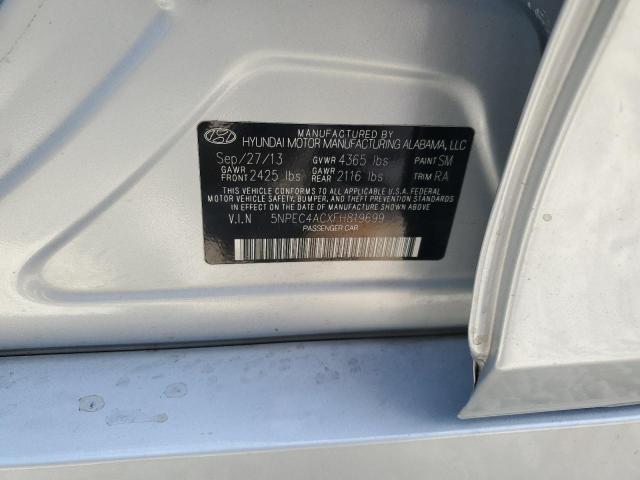 MANUFACTURED BY
HYUNDAI MOTOR MANUFACTURING ALABAMA, LLC
Sep/27/13 GVWR 4365 lbs PAINT SM
GAWR FRONT 2425 lbs GAWR REAR 2116 lbs TRIM RA
THIS VEHICLE CONFORMS TO ALL APPLICABLE U.S.A. FEDERAL
MOTOR VEHICLE SAFETY, BUMPER, AND THEFT PREVENTION STANDARDS
IN EFFECT ON THE DATE OF MANUFACTURE SHOWN ABOVE.
V.I.N 5NPEC4ACXFH819699
PASSENGER CAR